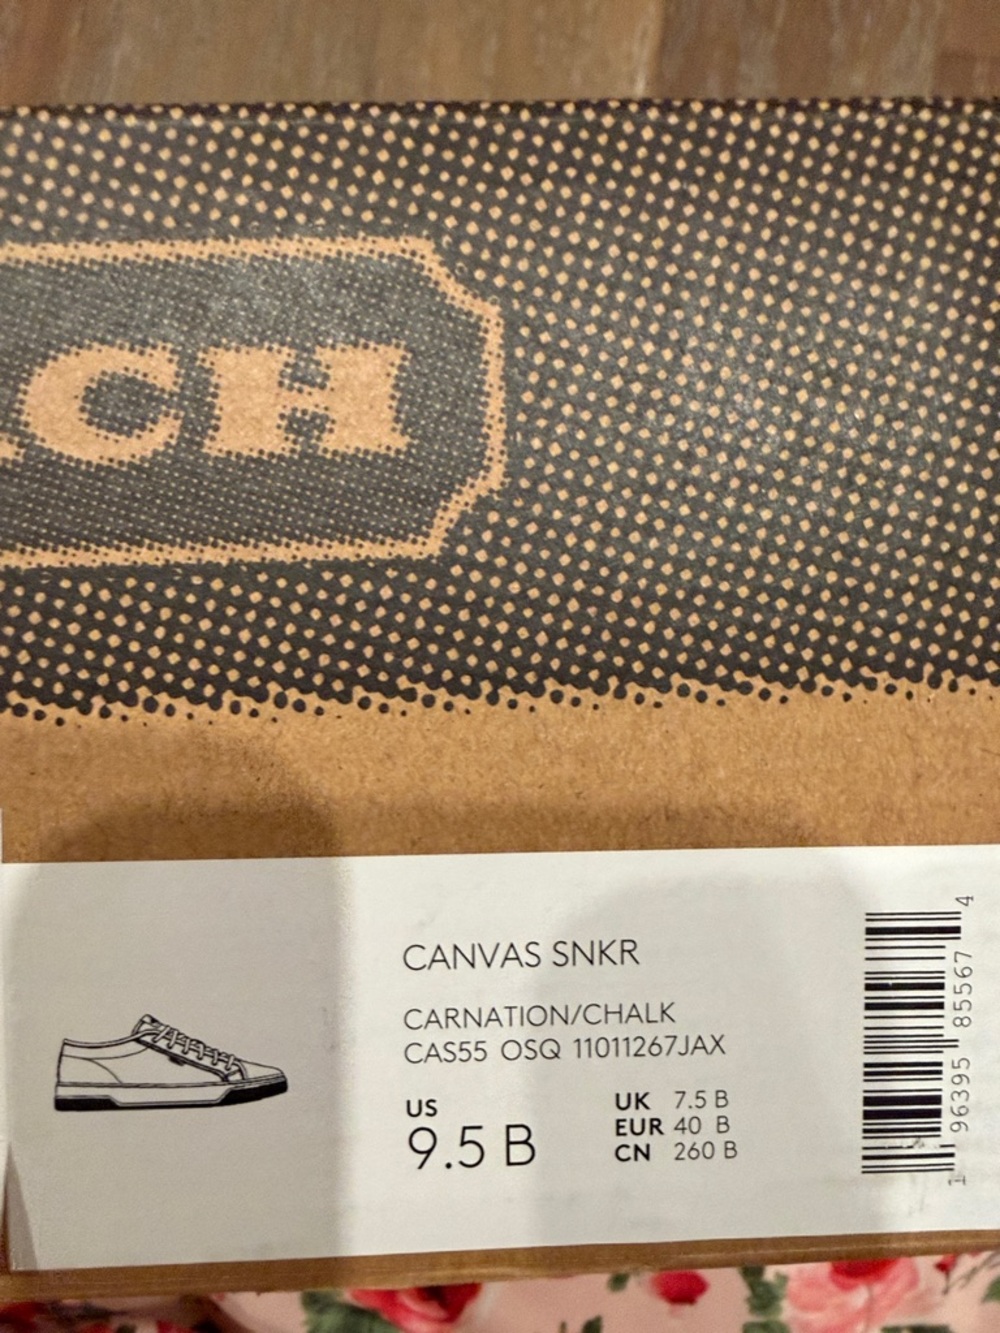 CH
CANVAS SNKR
CARNATION/CHALK
CAS55 OSQ 11011267JAX
US
9.5 B
UK 7.5 B
EUR 40 B
CN 260 B
1 96395 85567 4